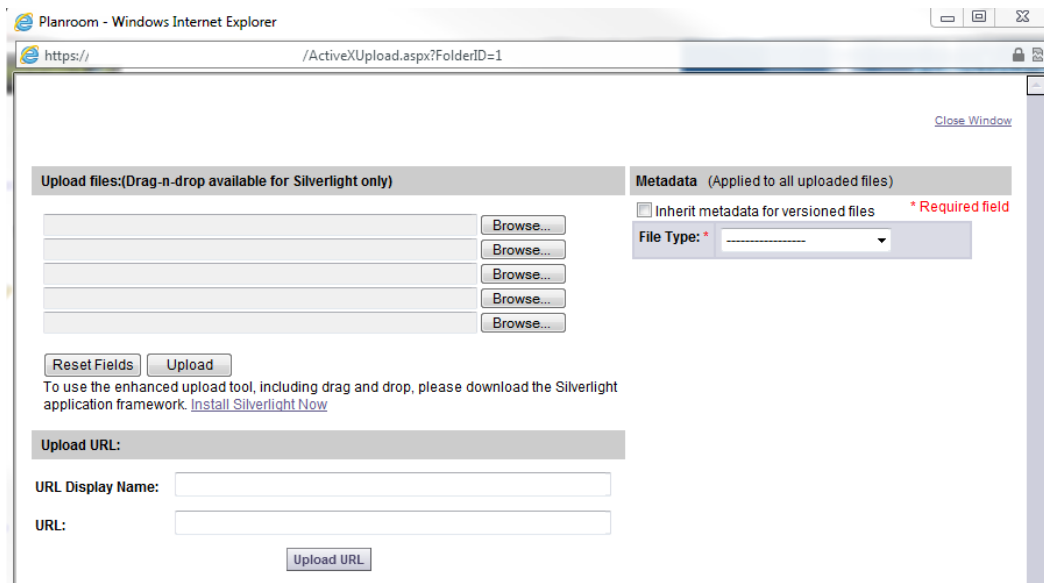 Planroom - Windows Internet Explorer
https:// /ActiveXUpload.aspx?FolderID=1
Close Window
Upload files:(Drag-n-drop available for Silverlight only)
Browse...
Browse...
Browse...
Browse...
Browse...
Reset Fields Upload
To use the enhanced upload tool, including drag and drop, please download the Silverlight
application framework. Install Silverlight Now
Upload URL:
URL Display Name:
URL:
Upload URL
Metadata (Applied to all uploaded files)
Inherit metadata for versioned files * Required field
File Type: * -----------------